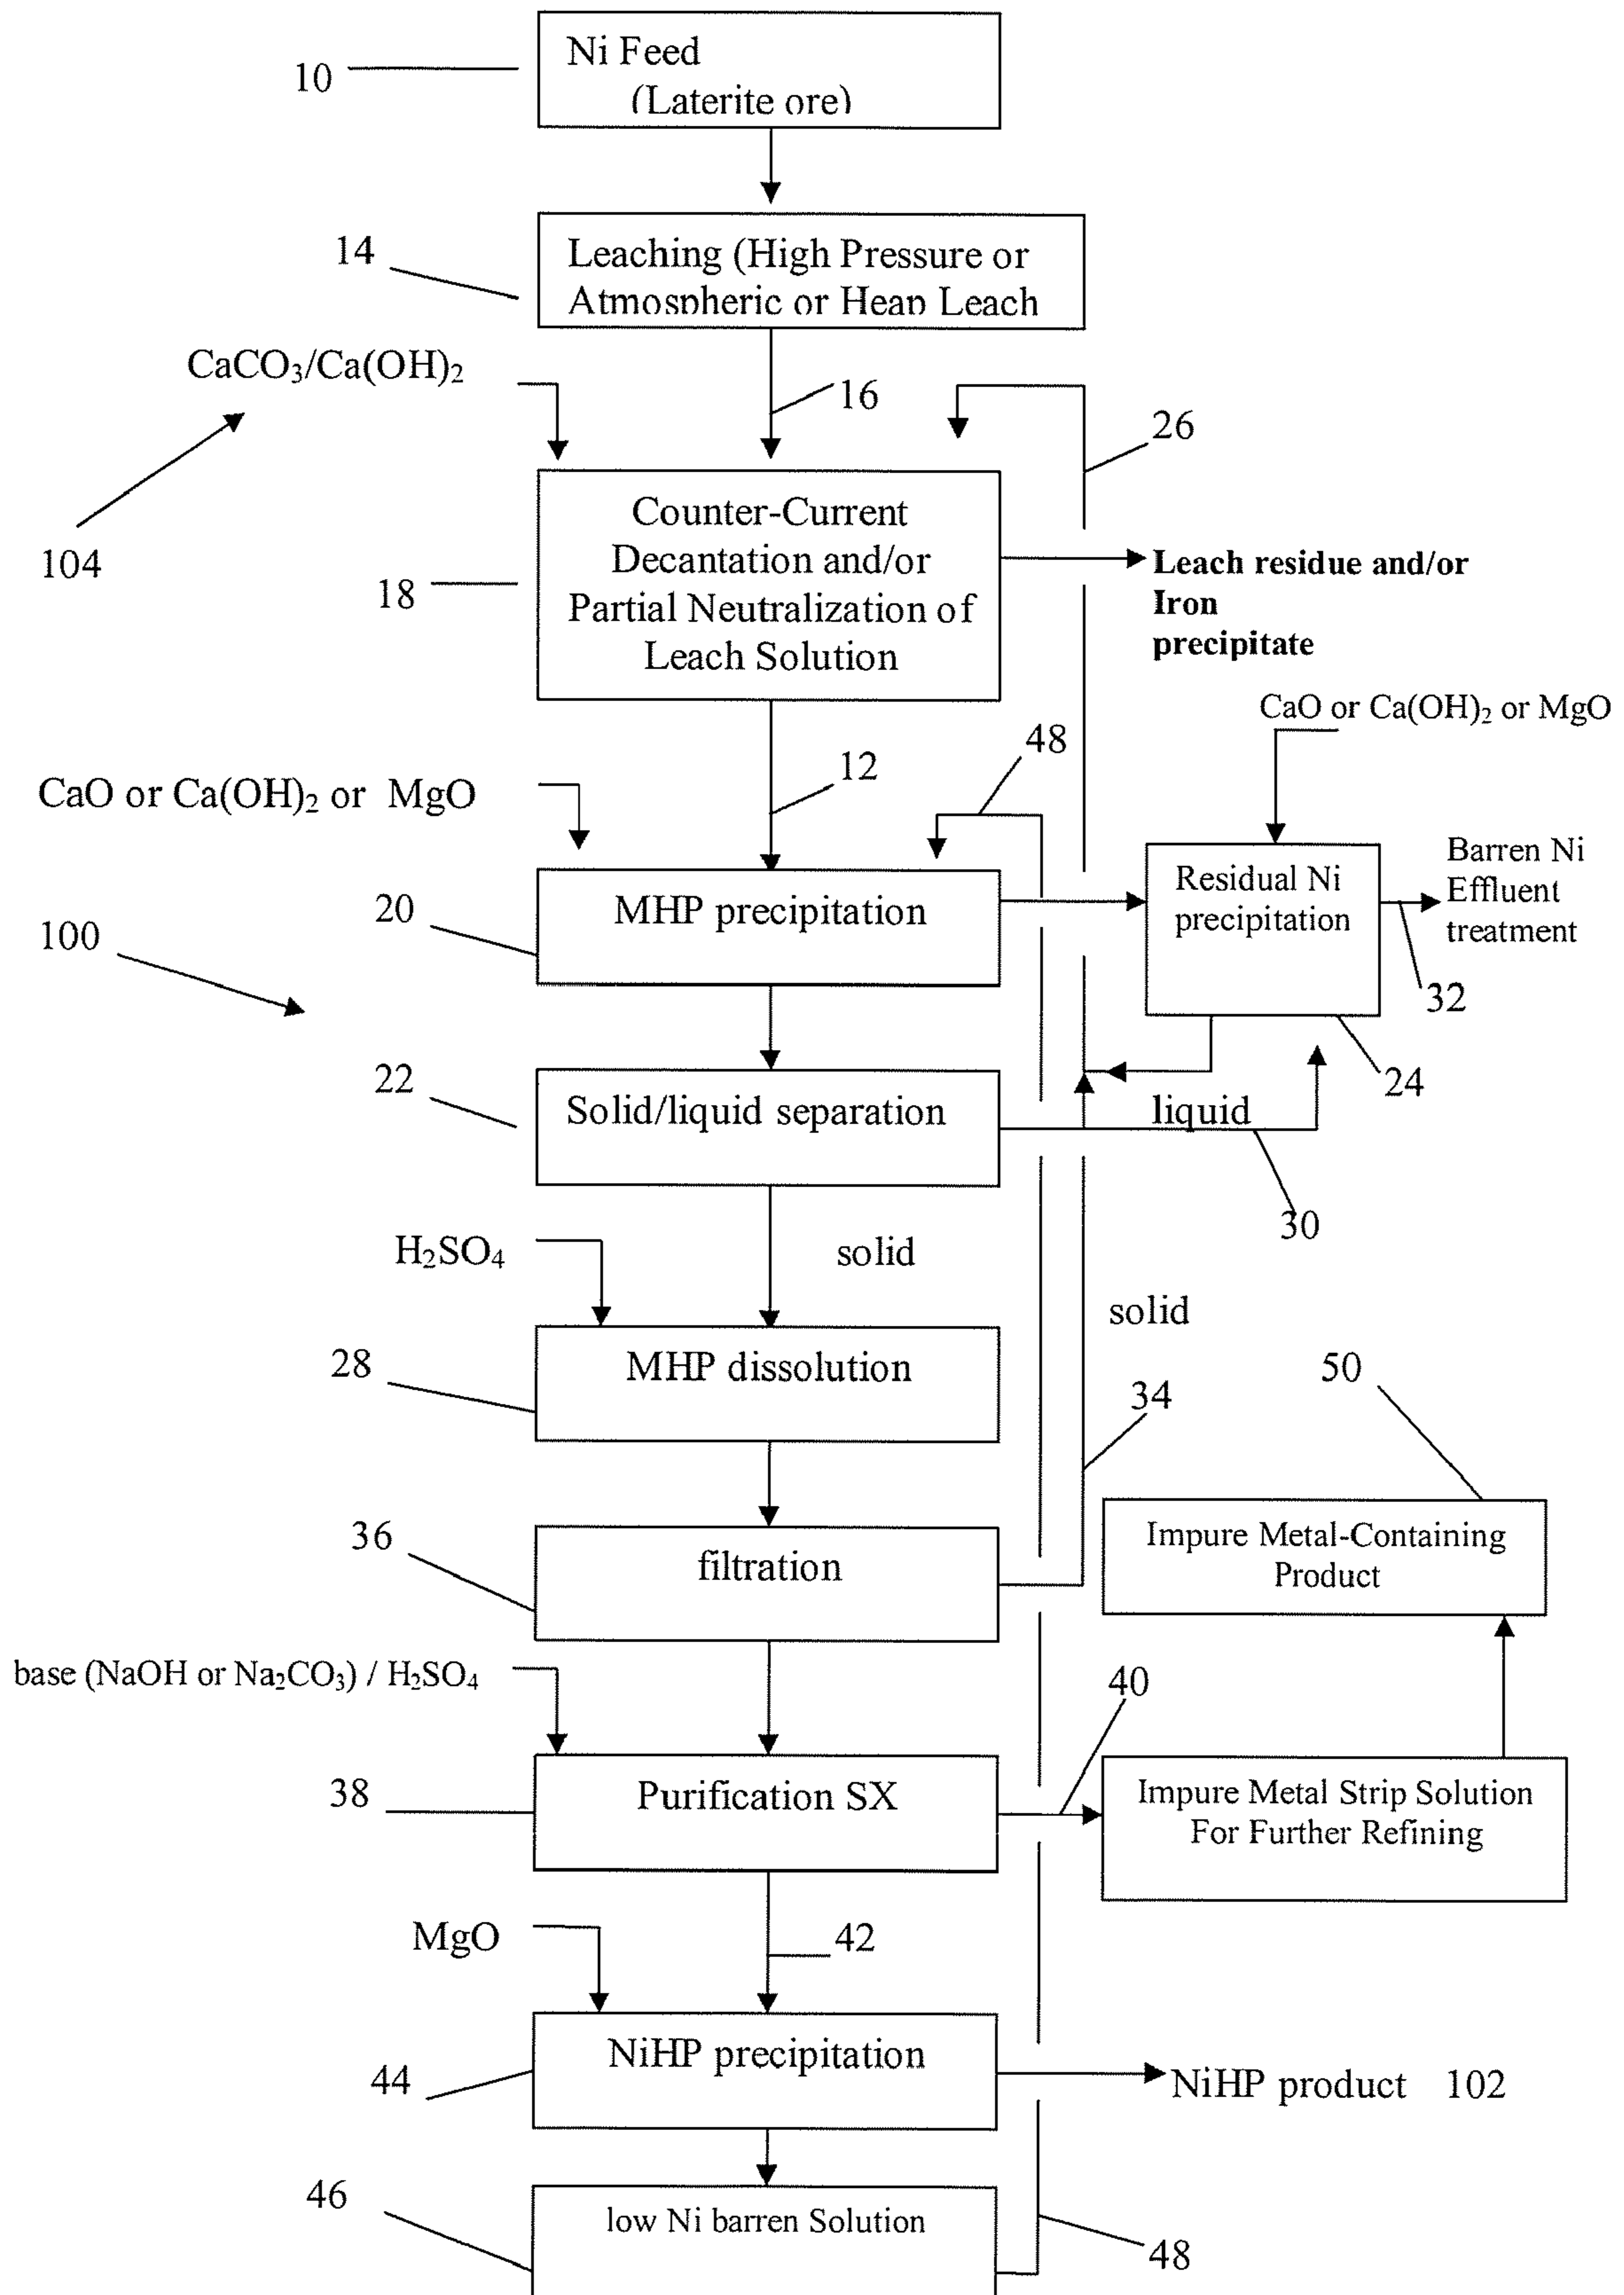 Ni Feed
(Laterite ore)
10
14
Leaching (High Pressure or
Atmospheric or Heap Leach
CaCO₃/Ca(OH)₂
16
26
104
18
Counter-Current
Decantation and/or
Partial Neutralization of
Leach Solution
Leach residue and/or
Iron
precipitate
CaO or Ca(OH)₂ or MgO
48
12
CaO or Ca(OH)₂ or MgO
20
MHP precipitation
Residual Ni
precipitation
Barren Ni
Effluent
treatment
32
100
24
22
Solid/liquid separation
liquid
30
H₂SO₄
solid
solid
28
MHP dissolution
34
50
36
filtration
Impure Metal-Containing
Product
base (NaOH or Na₂CO₃) / H₂SO₄
40
38
Purification SX
Impure Metal Strip Solution
For Further Refining
MgO
42
44
NiHP precipitation
NiHP product 102
46
low Ni barren Solution
48